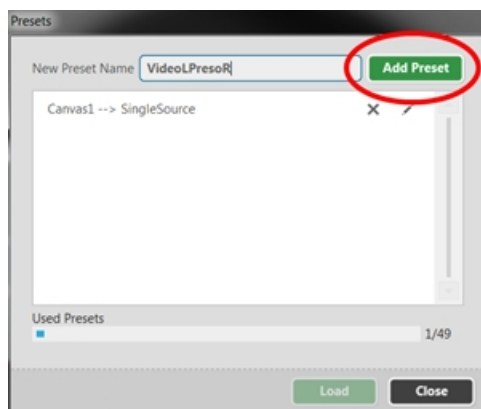 Presets
New Preset Name VideoLPresoR Add Preset
Canvas1 --> SingleSource
Used Presets
1/49
Load Close